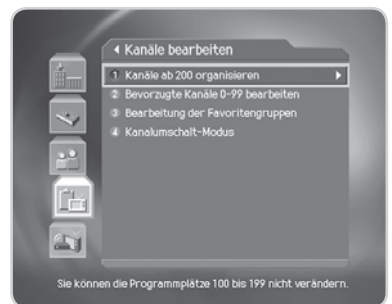 Kanäle bearbeiten
1 Kanäle ab 200 organisieren
2 Bevorzugte Kanäle 0-99 bearbeiten
3 Bearbeitung der Favoritengruppen
4 Kanalumschalt-Modus
Sie können die Programmplätze 100 bis 199 nicht verändern.